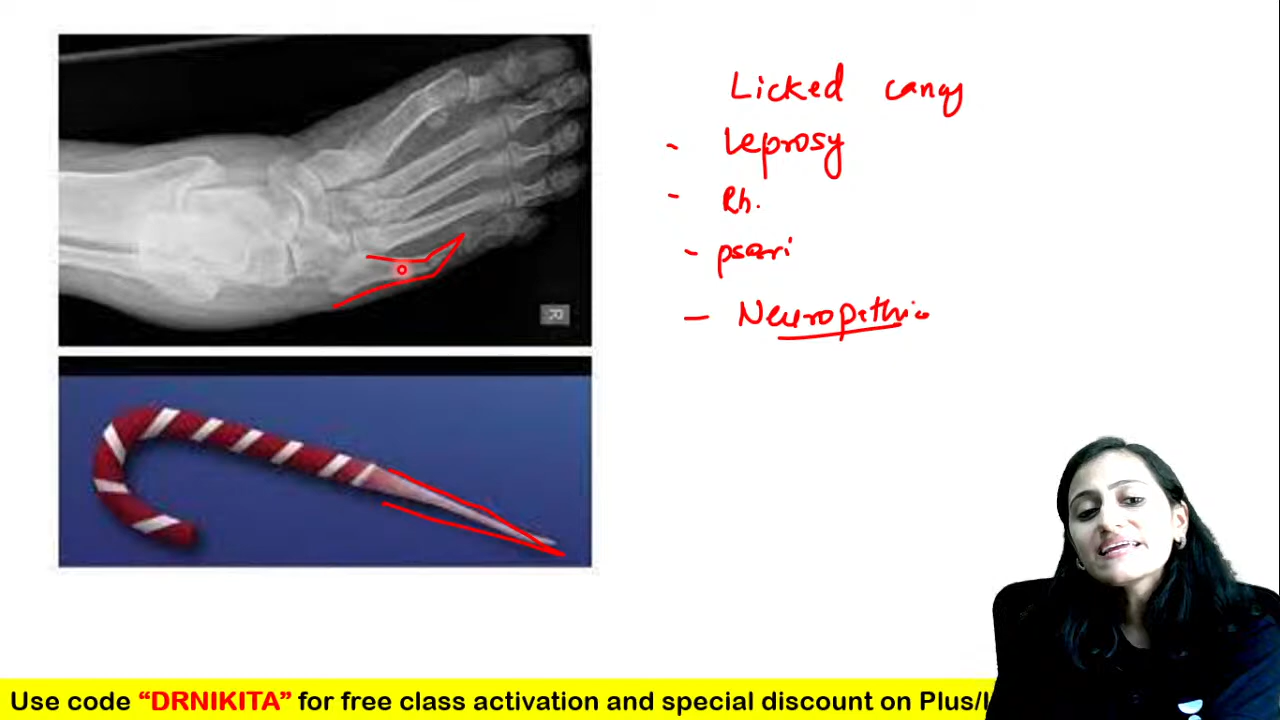 Licked candy
- Leprosy
- Rh.
- psori
- Neuropathic
Use code “DRNIKITA” for free class activation and special discount on Plus/I